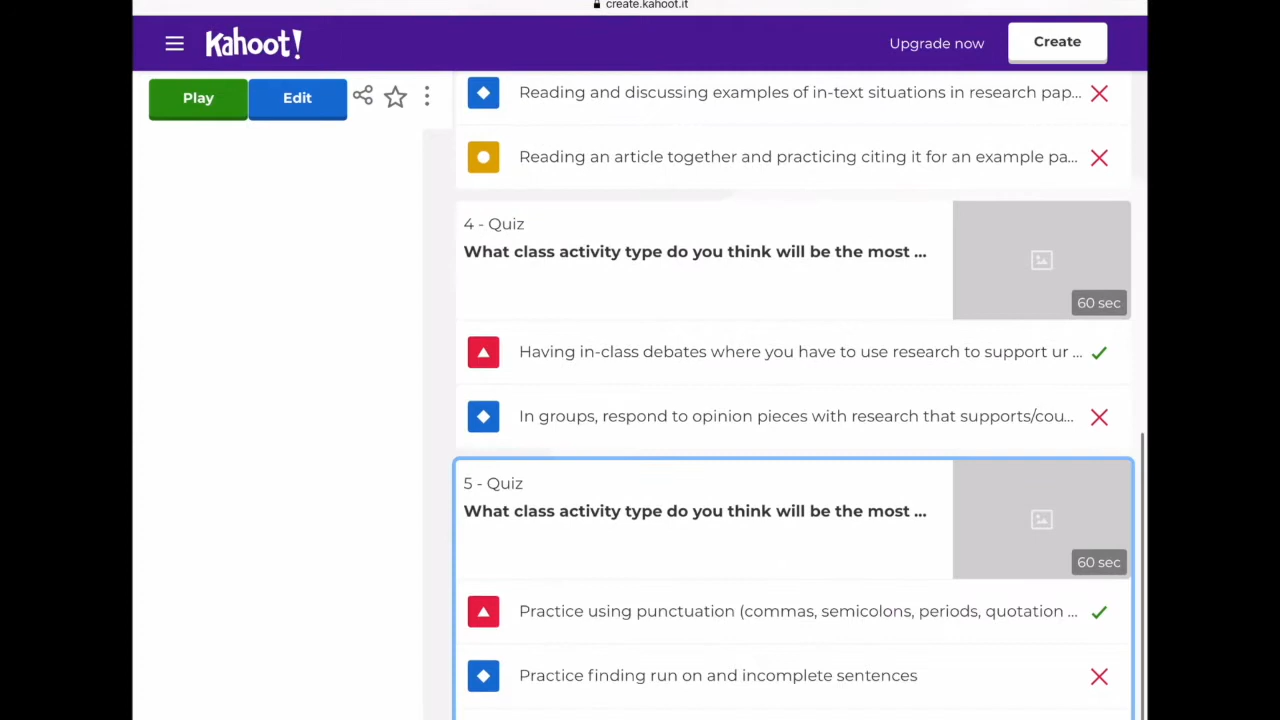 create.kahoot.it
Kahoot!
Upgrade now
Create
Play
Edit
Reading and discussing examples of in-text situations in research pap...
Reading an article together and practicing citing it for an example pa...
4 - Quiz
What class activity type do you think will be the most ...
60 sec
Having in-class debates where you have to use research to support ur ...
In groups, respond to opinion pieces with research that supports/cou...
5 - Quiz
What class activity type do you think will be the most ...
60 sec
Practice using punctuation (commas, semicolons, periods, quotation ...
Practice finding run on and incomplete sentences